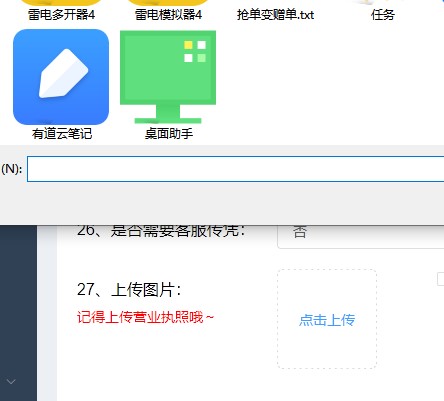 雷电多开器4 雷电模拟器4 抢单变赠单.txt 任务
有道云笔记 桌面助手
(N):
26、是否需要客服传凭： 否
27、上传图片：
记得上传营业执照哦~
点击上传